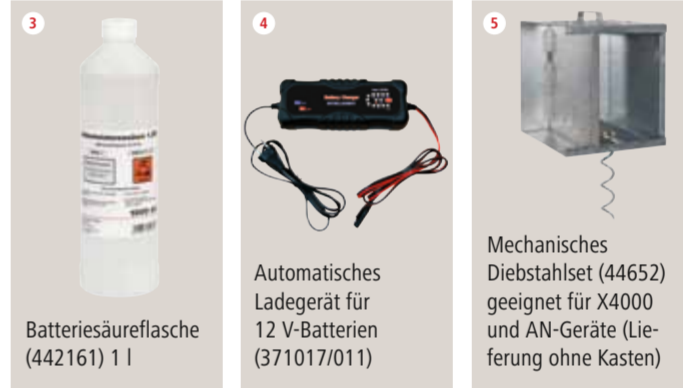 3
Batteriesäureflasche
(442161) 1 l
4
Battery Charger
Automatisches
Ladegerät für
12 V-Batterien
(371017/011)
5
Mechanisches
Diebstahlset (44652)
geeignet für X4000
und AN-Geräte (Lie-
ferung ohne Kasten)